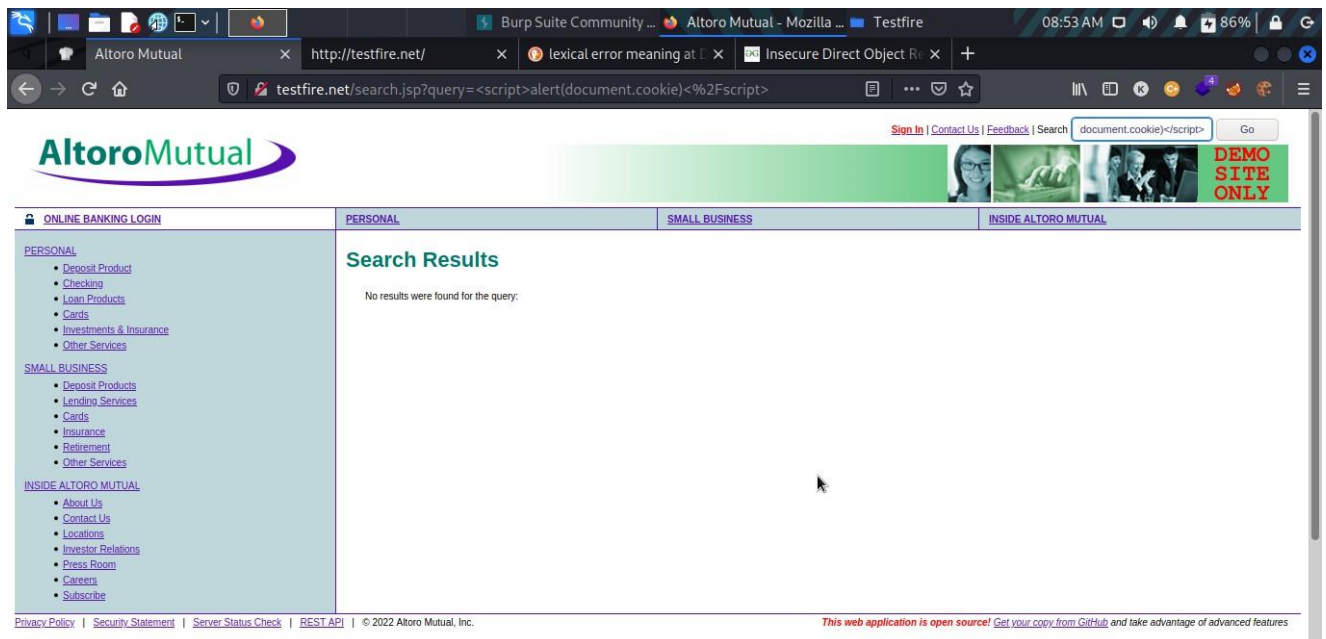 Burp Suite Community ... Altoro Mutual - Mozilla ... Testfire 08:53 AM 86%
Altoro Mutual http://testfire.net/ lexical error meaning at D Insecure Direct Object Re
testfire.net/search.jsp?query=<script>alert(document.cookie)<%2Fscript> 4
Sign In | Contact Us | Feedback | Search document.cookie)</script> Go
AltoroMutual
DEMO
SITE
ONLY
ONLINE BANKING LOGIN PERSONAL SMALL BUSINESS INSIDE ALTORO MUTUAL
PERSONAL
• Deposit Product
• Checking
• Loan Products
• Cards
• Investments & Insurance
• Other Services
SMALL BUSINESS
• Deposit Products
• Lending Services
• Cards
• Insurance
• Retirement
• Other Services
INSIDE ALTORO MUTUAL
• About Us
• Contact Us
• Locations
• Investor Relations
• Press Room
• Careers
• Subscribe
Search Results
No results were found for the query:
Privacy Policy | Security Statement | Server Status Check | REST API | © 2022 Altoro Mutual, Inc. This web application is open source! Get your copy from GitHub and take advantage of advanced features